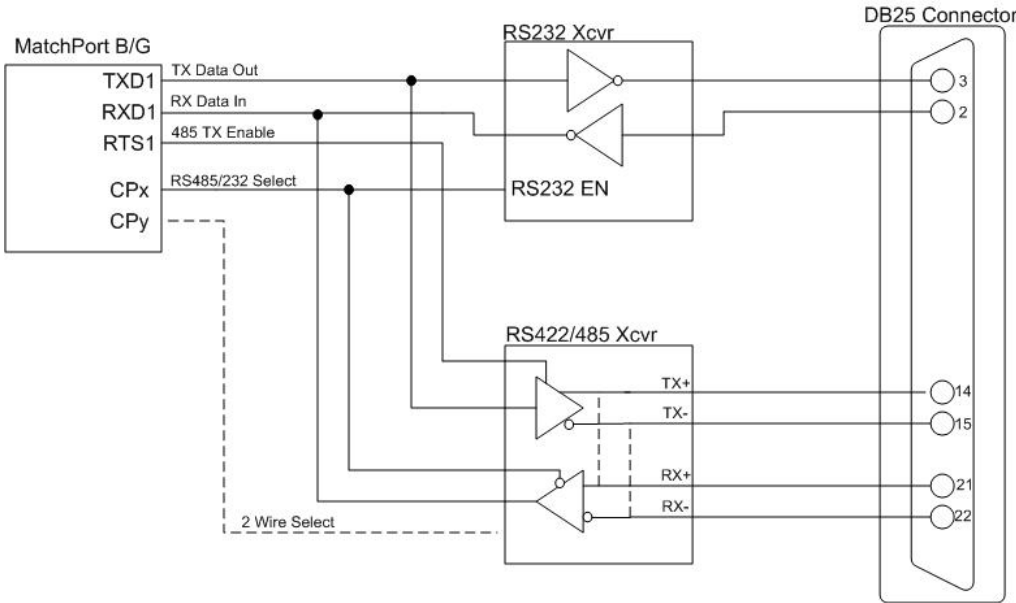 DB25 Connector
RS232 Xcvr
MatchPort B/G
TXD1
TX Data Out
3
RXD1
RX Data In
2
RTS1
485 TX Enable
CPx
RS485/232 Select
RS232 EN
CPy
RS422/485 Xcvr
TX+
14
TX-
15
RX+
21
RX-
22
2 Wire Select